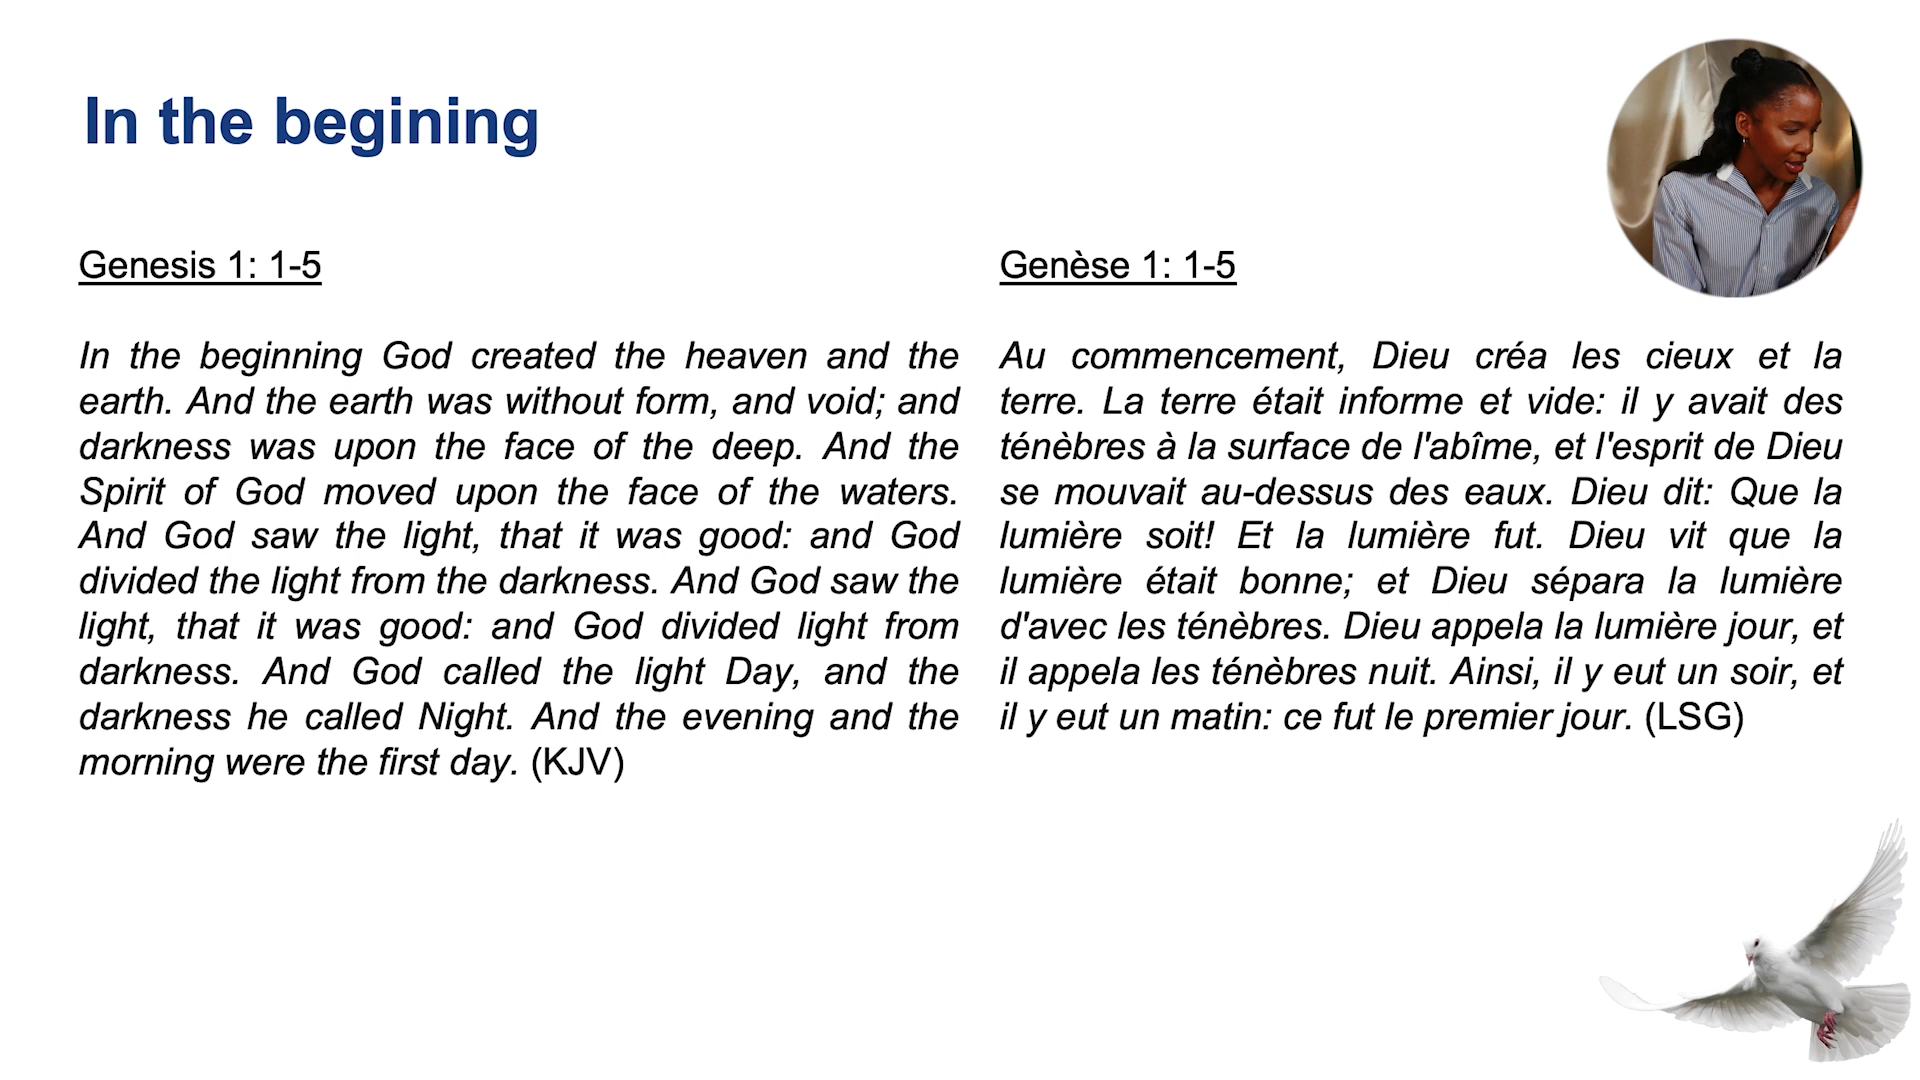 In the begining
Genesis 1: 1-5
In the beginning God created the heaven and the
earth. And the earth was without form, and void; and
darkness was upon the face of the deep. And the
Spirit of God moved upon the face of the waters.
And God saw the light, that it was good: and God
divided the light from the darkness. And God saw the
light, that it was good: and God divided light from
darkness. And God called the light Day, and the
darkness he called Night. And the evening and the
morning were the first day. (KJV)
Genèse 1: 1-5
Au commencement, Dieu créa les cieux et la
terre. La terre était informe et vide: il y avait des
ténèbres à la surface de l'abîme, et l'esprit de Dieu
se mouvait au-dessus des eaux. Dieu dit: Que la
lumière soit! Et la lumière fut. Dieu vit que la
lumière était bonne; et Dieu sépara la lumière
d'avec les ténèbres. Dieu appela la lumière jour, et
il appela les ténèbres nuit. Ainsi, il y eut un soir, et
il y eut un matin: ce fut le premier jour. (LSG)